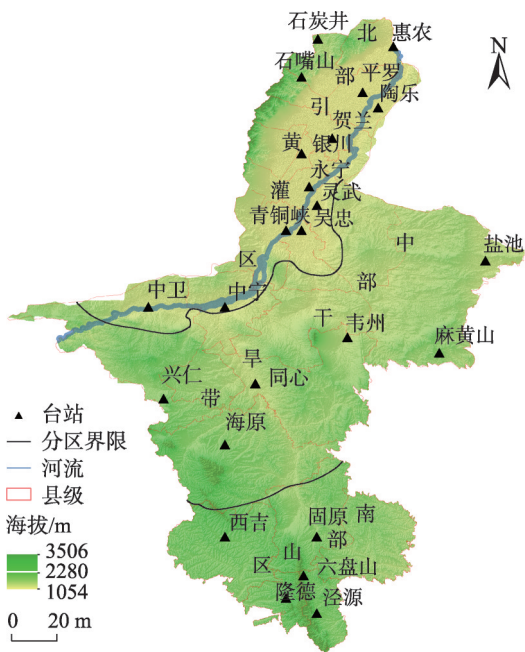 石炭井
北
惠农
N
石嘴山
部
平罗
陶乐
引
贺兰
黄
银川
永宁
灌
灵武
青铜峡
吴忠
中
盐池
区
部
中卫
中宁
干
韦州
麻黄山
旱
兴仁
同心
带
台站
海原
分区界限
河流
县级
海拔/m
西吉
固原
南
部
3506
2280
1054
山
区
六盘山
隆德
泾源
0 20 m